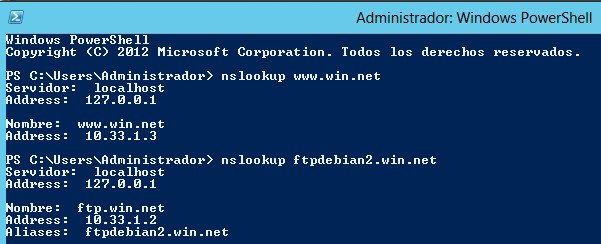 Administrador: Windows PowerShell
Windows PowerShell
Copyright (C) 2012 Microsoft Corporation. Todos los derechos reservados.
PS C:\Users\Administrador> nslookup www.win.net
Servidor:  localhost
Address:  127.0.0.1
Nombre:  www.win.net
Address:  10.33.1.3
PS C:\Users\Administrador> nslookup ftpdebian2.win.net
Servidor:  localhost
Address:  127.0.0.1
Nombre:  ftp.win.net
Address:  10.33.1.2
Aliases:  ftpdebian2.win.net